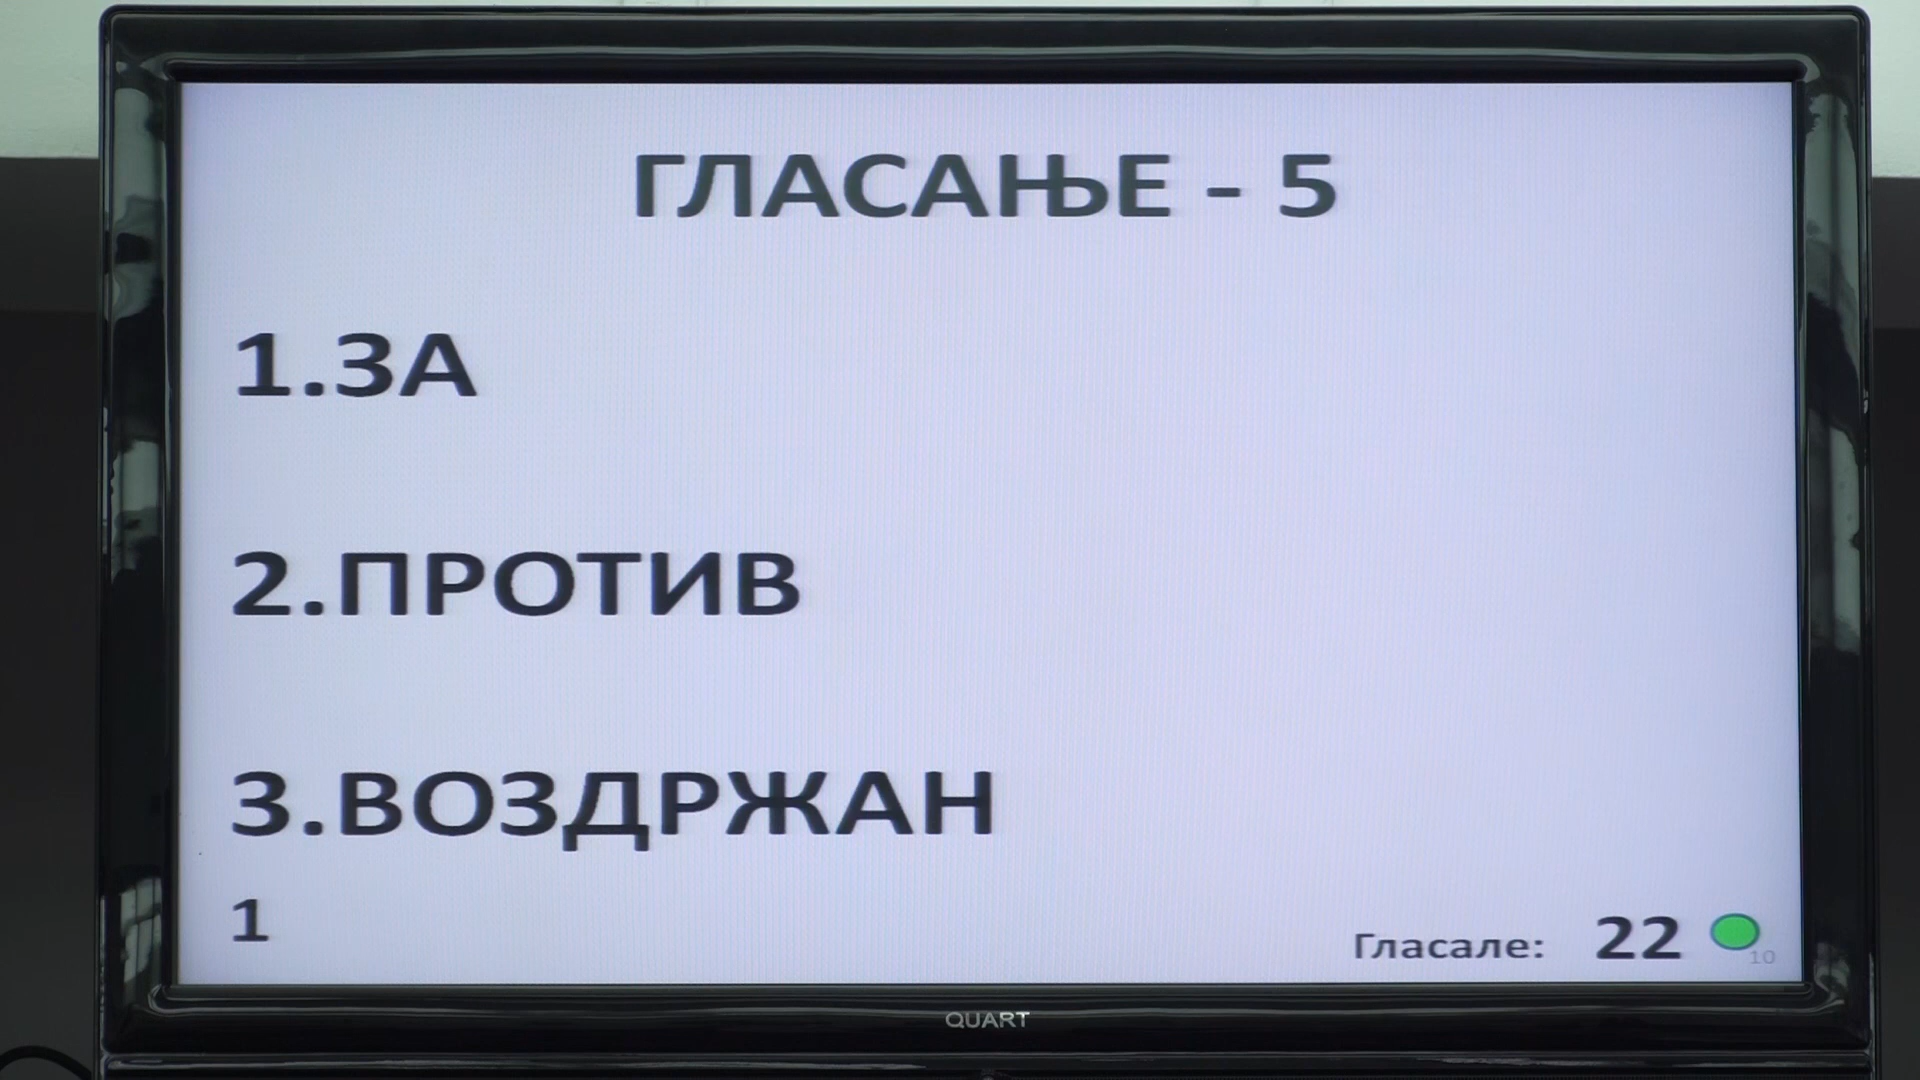 ГЛАСАЊЕ - 5
1.ЗА
2.ПРОТИВ
3.ВОЗДРЖАН
1
Гласале: 22
10
QUART